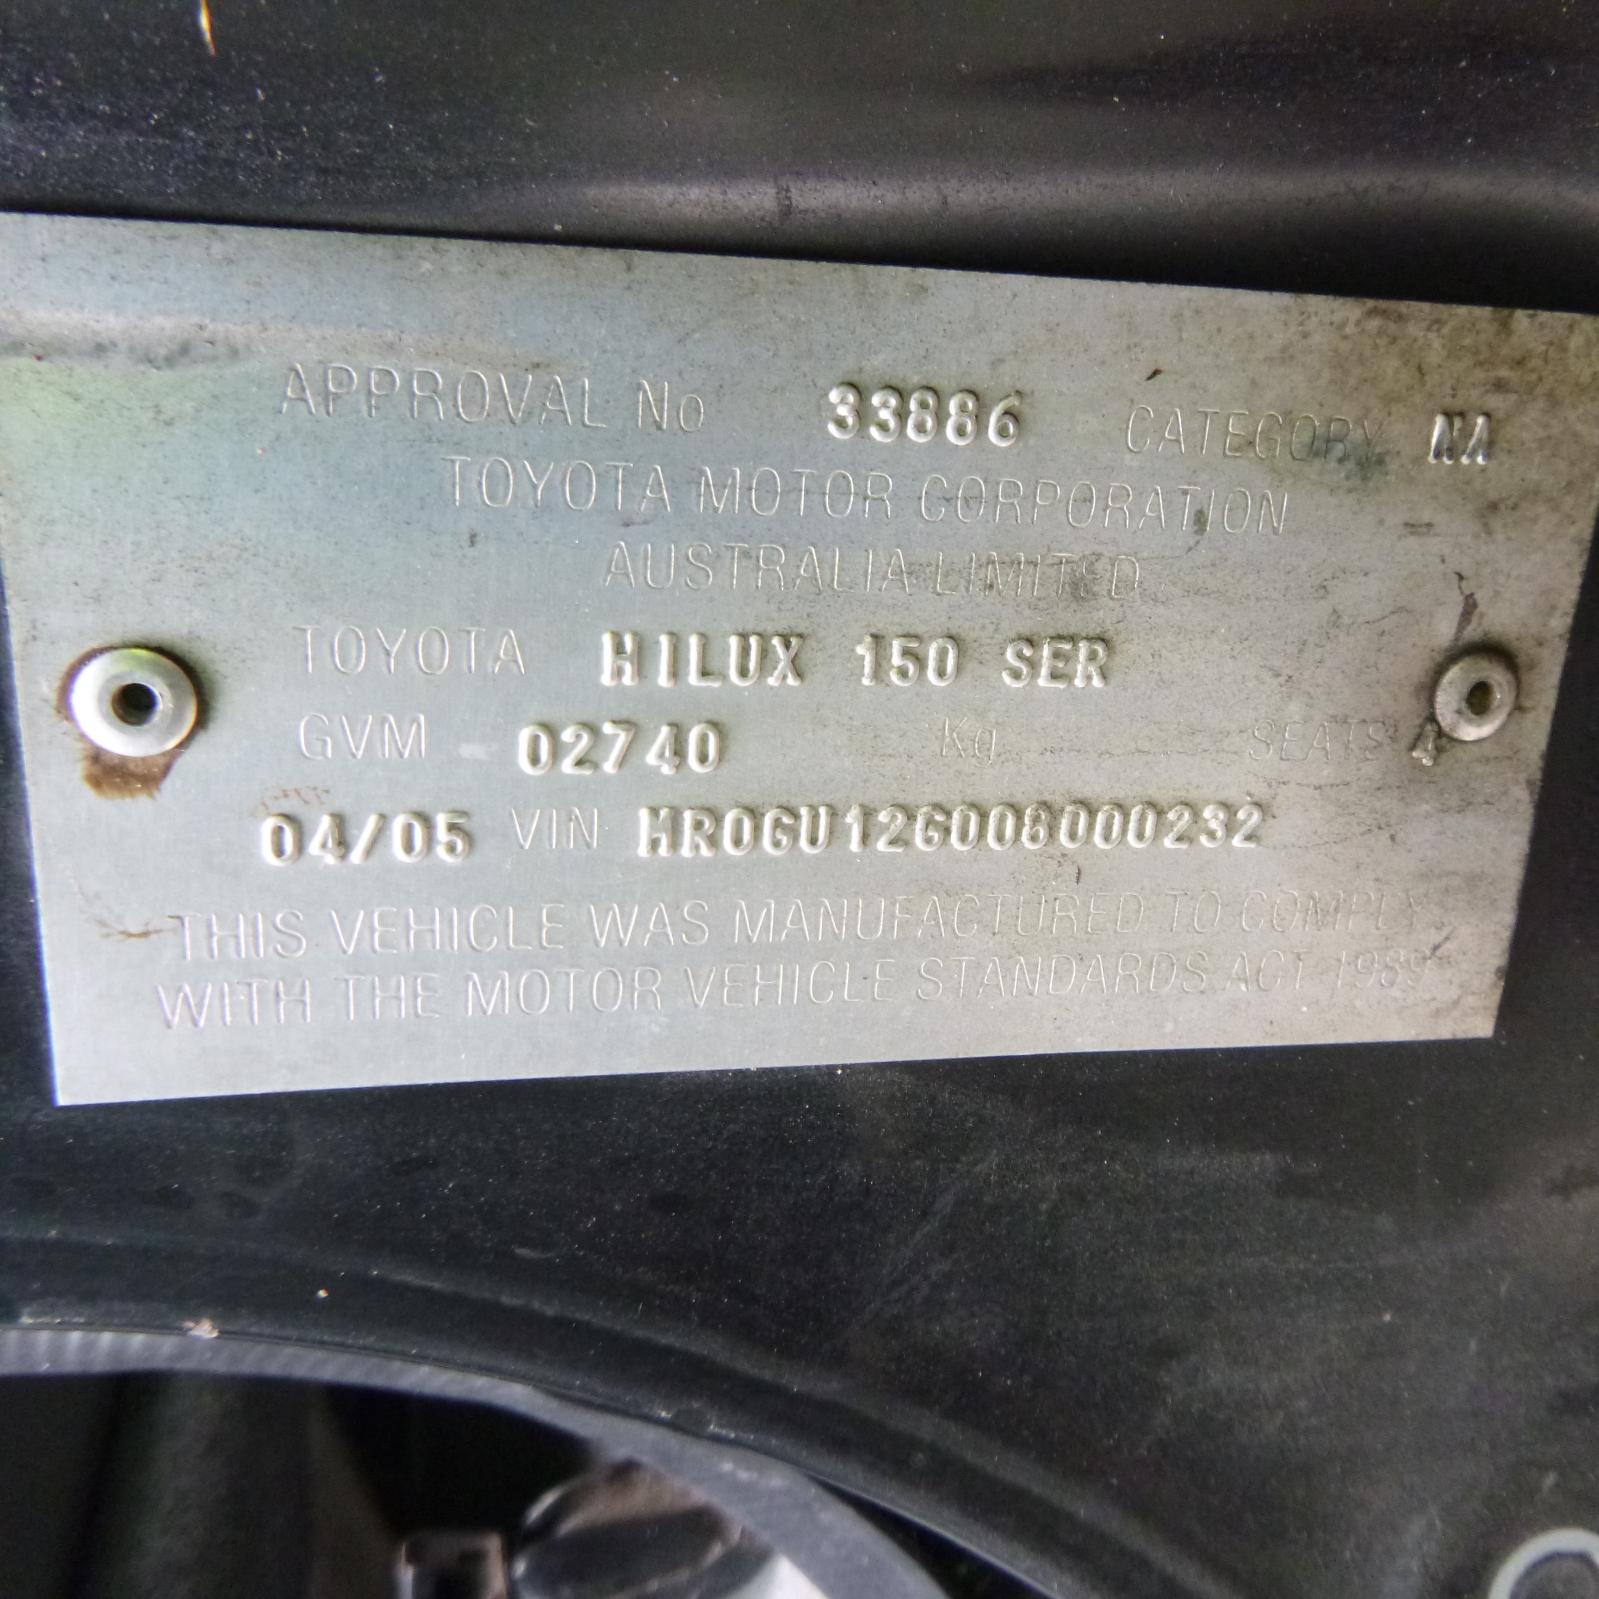 APPROVAL No 33886 CATEGORY NA
TOYOTA MOTOR CORPORATION
AUSTRALIA LIMITED
TOYOTA HILUX 150 SER
GVM 02740 Kg SEATS 4
04/05 VIN MR0GU12G008000232
THIS VEHICLE WAS MANUFACTURED TO COMPLY
WITH THE MOTOR VEHICLE STANDARDS ACT 1989